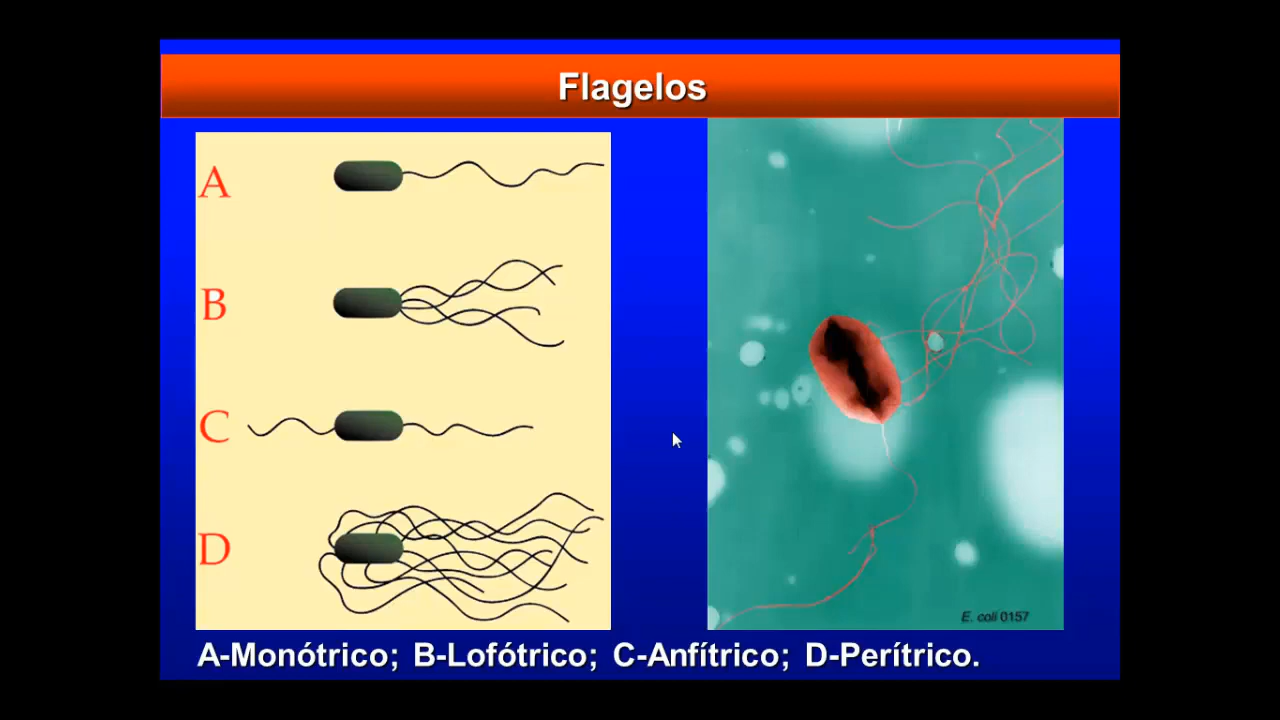 Flagelos
A
B
C
D
E. coli 0157
A-Monótrico; B-Lofótrico; C-Anfítrico; D-Perítrico.